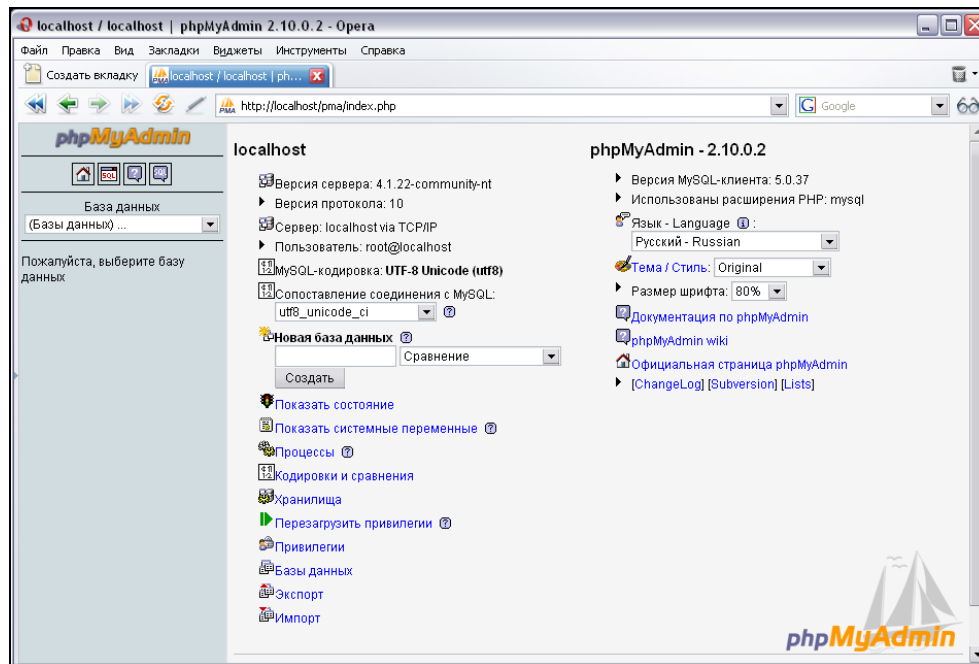 localhost / localhost | phpMyAdmin 2.10.0.2 - Opera
Файл Правка Вид Закладки Виджеты Инструменты Справка
Создать вкладку
localhost / localhost | ph...
http://localhost/pma/index.php
Google
phpMyAdmin
SQL
SQL
База данных
(Базы данных) ...
Пожалуйста, выберите базу
данных
localhost
Версия сервера: 4.1.22-community-nt
Версия протокола: 10
Сервер: localhost via TCP/IP
Пользователь: root@localhost
MySQL-кодировка: UTF-8 Unicode (utf8)
Сопоставление соединения с MySQL:
utf8_unicode_ci
Новая база данных
Сравнение
Создать
Показать состояние
Показать системные переменные
Процессы
Кодировки и сравнения
Хранилища
Перезагрузить привилегии
Привилегии
Базы данных
Экспорт
Импорт
phpMyAdmin - 2.10.0.2
Версия MySQL-клиента: 5.0.37
Использованы расширения PHP: mysql
Язык - Language :
Русский - Russian
Тема / Стиль: Original
Размер шрифта: 80%
Документация по phpMyAdmin
phpMyAdmin wiki
Официальная страница phpMyAdmin
[ChangeLog] [Subversion] [Lists]
phpMyAdmin